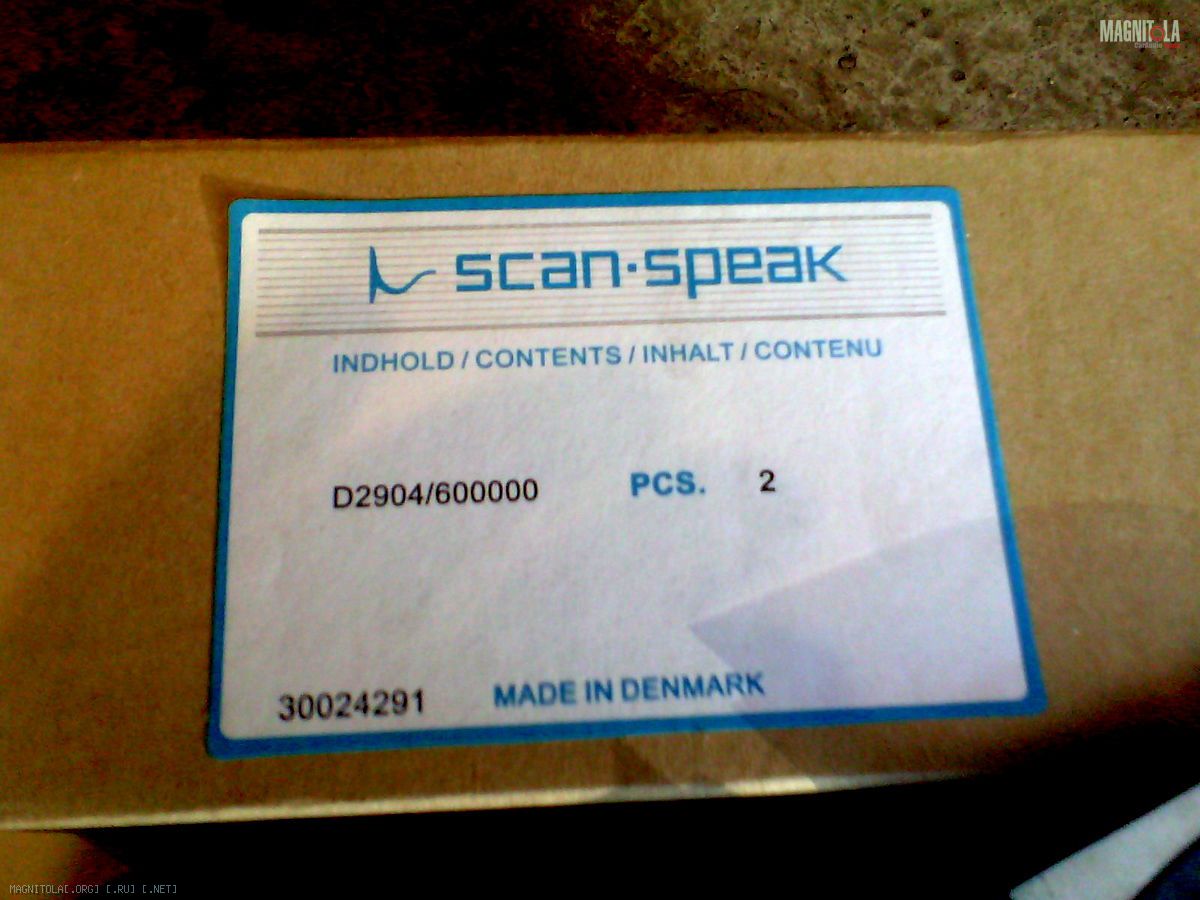 MAGNITOLA
scan·speak
INDHOLD / CONTENTS / INHALT / CONTENU
D2904/600000 PCS. 2
30024291 MADE IN DENMARK
MAGNITOLA[.ORG] [.RU] [.NET]